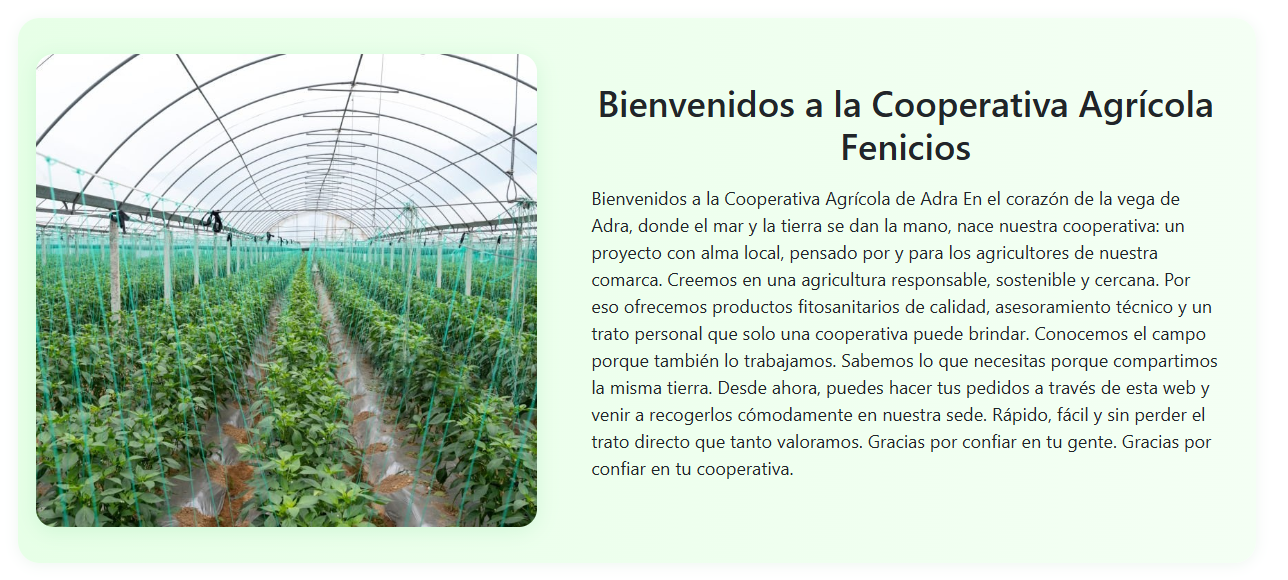 Bienvenidos a la Cooperativa Agrícola
Fenicios
Bienvenidos a la Cooperativa Agrícola de Adra En el corazón de la vega de
Adra, donde el mar y la tierra se dan la mano, nace nuestra cooperativa: un
proyecto con alma local, pensado por y para los agricultores de nuestra
comarca. Creemos en una agricultura responsable, sostenible y cercana. Por
eso ofrecemos productos fitosanitarios de calidad, asesoramiento técnico y un
trato personal que solo una cooperativa puede brindar. Conocemos el campo
porque también lo trabajamos. Sabemos lo que necesitas porque compartimos
la misma tierra. Desde ahora, puedes hacer tus pedidos a través de esta web y
venir a recogerlos cómodamente en nuestra sede. Rápido, fácil y sin perder el
trato directo que tanto valoramos. Gracias por confiar en tu gente. Gracias por
confiar en tu cooperativa.